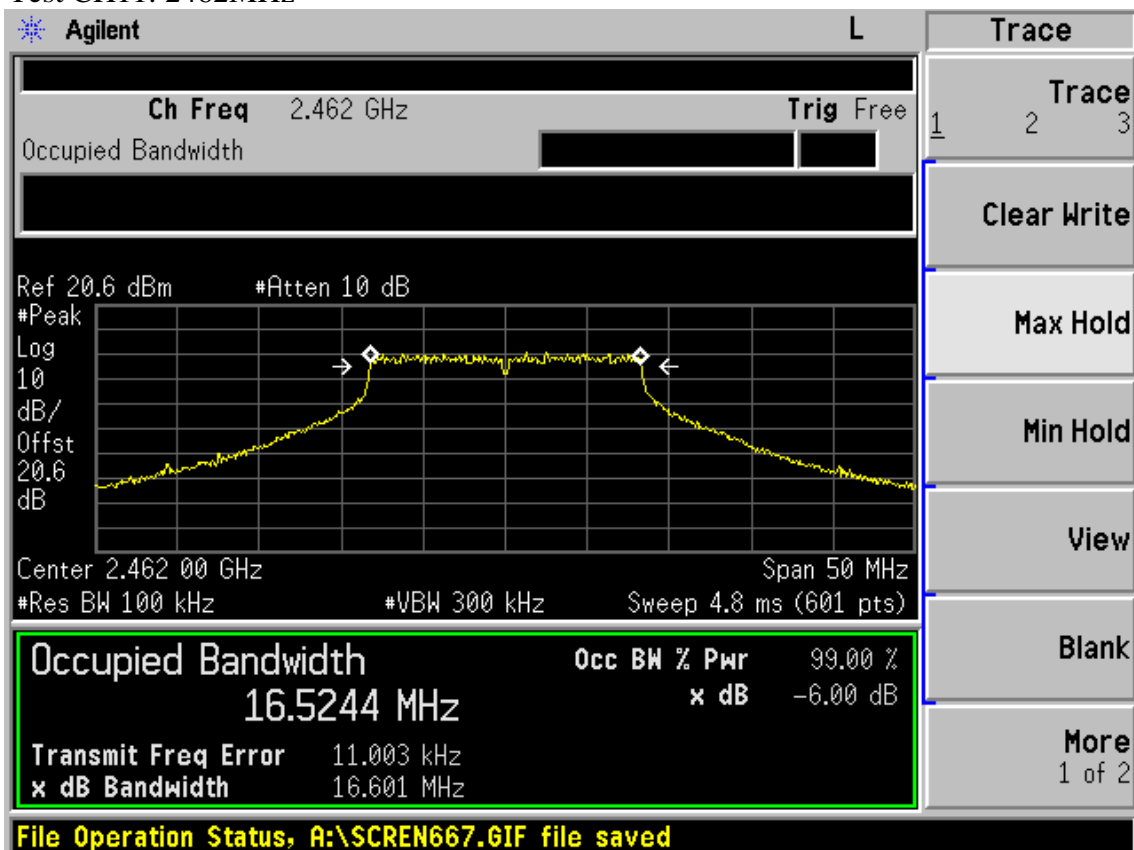 Test CH11: 2462MHz
Agilent L Trace
Ch Freq 2.462 GHz Trig Free
Occupied Bandwidth
Trace
1 2 3
Clear Write
Max Hold
Min Hold
View
Blank
More
1 of 2
Ref 20.6 dBm #Atten 10 dB
#Peak
Log
10
dB/
Offst
20.6
dB
Center 2.462 00 GHz Span 50 MHz
#Res BW 100 kHz #VBW 300 kHz Sweep 4.8 ms (601 pts)
Occupied Bandwidth Occ BW % Pwr 99.00 %
16.5244 MHz x dB -6.00 dB
Transmit Freq Error 11.003 kHz
x dB Bandwidth 16.601 MHz
File Operation Status, A:\SCREN667.GIF file saved